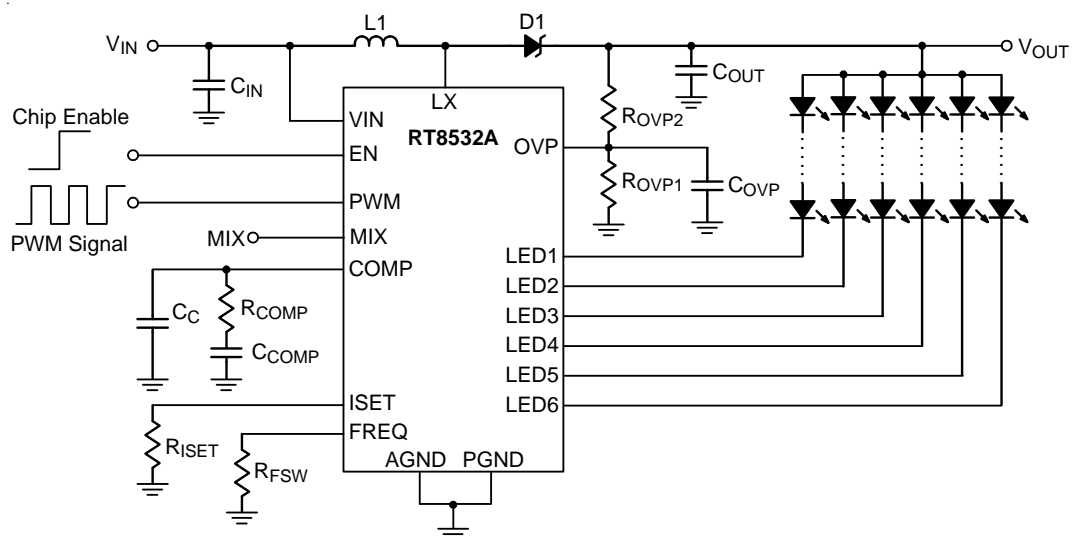 L1
D1
VIN
VOUT
CIN
COUT
Chip Enable
LX
VIN
RT8532A
ROVP2
EN
OVP
ROVP1
COVP
PWM
PWM Signal
MIX
MIX
LED1
COMP
LED2
CC
RCOMP
LED3
CCOMP
LED4
LED5
ISET
LED6
FREQ
RISET
RFSW
AGND
PGND